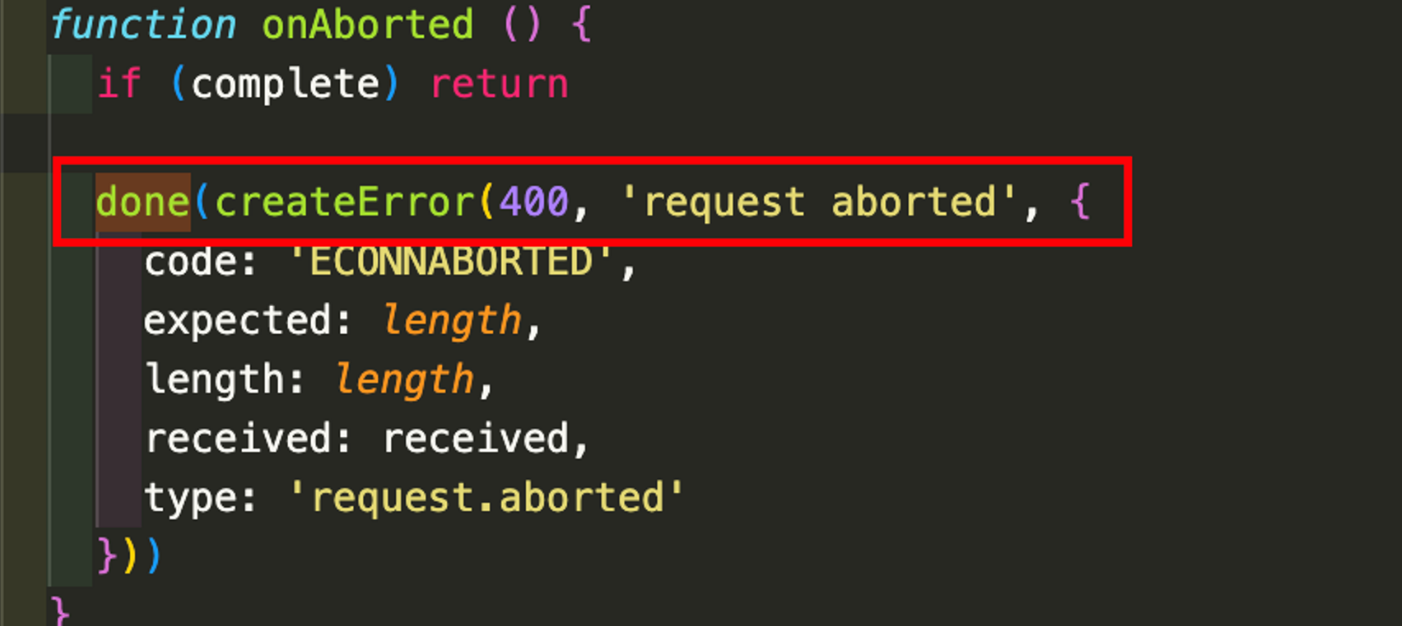 function onAborted () {
if (complete) return
done(createError(400, 'request aborted', {
code: 'ECONNABORTED',
expected: length,
length: length,
received: received,
type: 'request.aborted'
}))
}